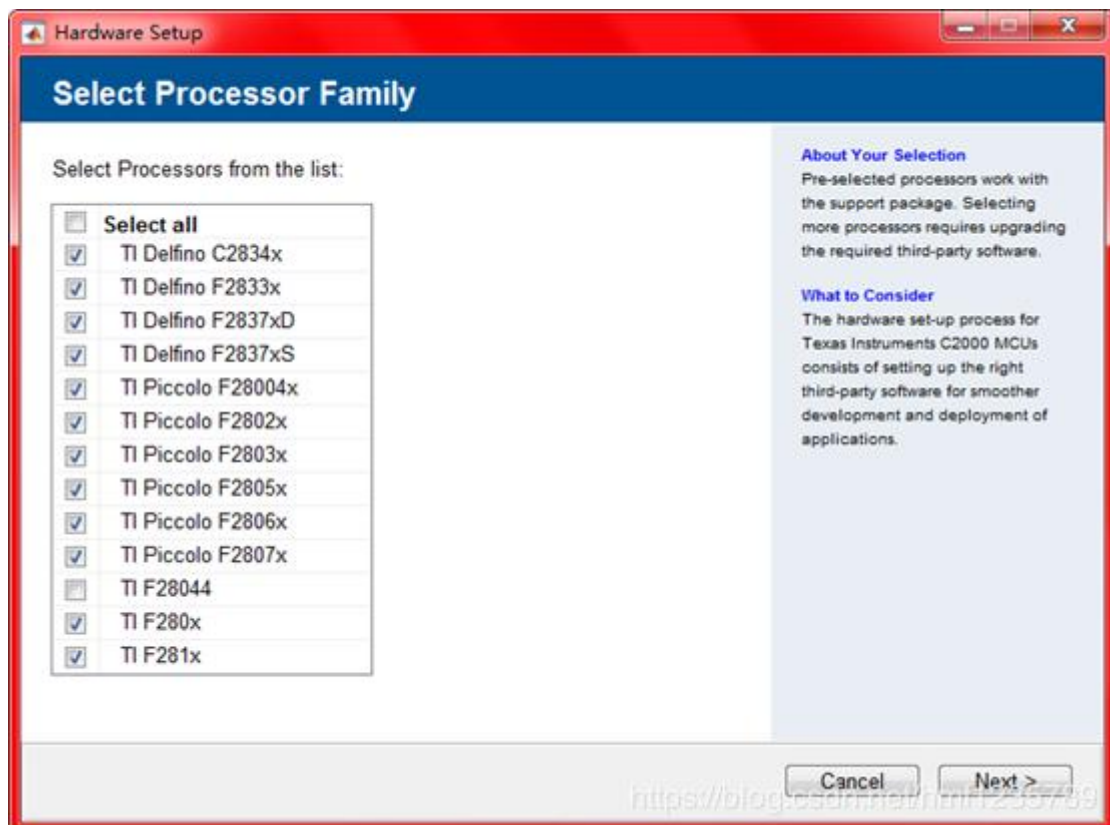 Hardware Setup
Select Processor Family
Select Processors from the list:
Select all
TI Delfino C2834x
TI Delfino F2833x
TI Delfino F2837xD
TI Delfino F2837xS
TI Piccolo F28004x
TI Piccolo F2802x
TI Piccolo F2803x
TI Piccolo F2805x
TI Piccolo F2806x
TI Piccolo F2807x
TI F28044
TI F280x
TI F281x
About Your Selection
Pre-selected processors work with
the support package. Selecting
more processors requires upgrading
the required third-party software.
What to Consider
The hardware set-up process for
Texas Instruments C2000 MCUs
consists of setting up the right
third-party software for smoother
development and deployment of
applications.
Cancel
Next >